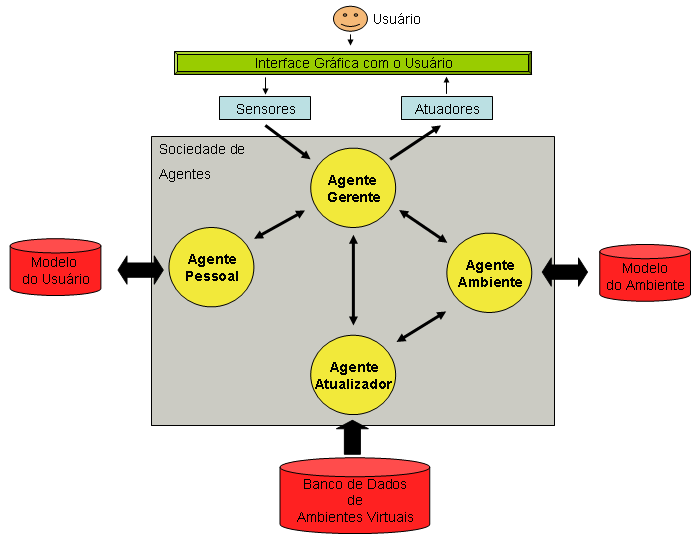 Usuário
Interface Gráfica com o Usuário
Sensores
Atuadores
Sociedade de
Agentes
Agente
Gerente
Agente
Pessoal
Agente
Ambiente
Modelo
do Usuário
Modelo
do Ambiente
Agente
Atualizador
Banco de Dados
de
Ambientes Virtuais